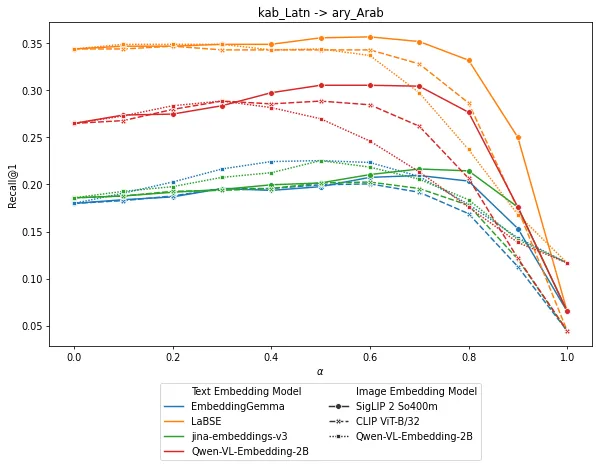 kab_Latn -> ary_Arab
0.35
0.30
0.25
0.20
0.15
0.10
0.05
Recall@1
0.0 0.2 0.4 0.6 0.8 1.0
α
Text Embedding Model Image Embedding Model
EmbeddingGemma SigLIP 2 So400m
LaBSE CLIP ViT-B/32
jina-embeddings-v3 Qwen-VL-Embedding-2B
Qwen-VL-Embedding-2B